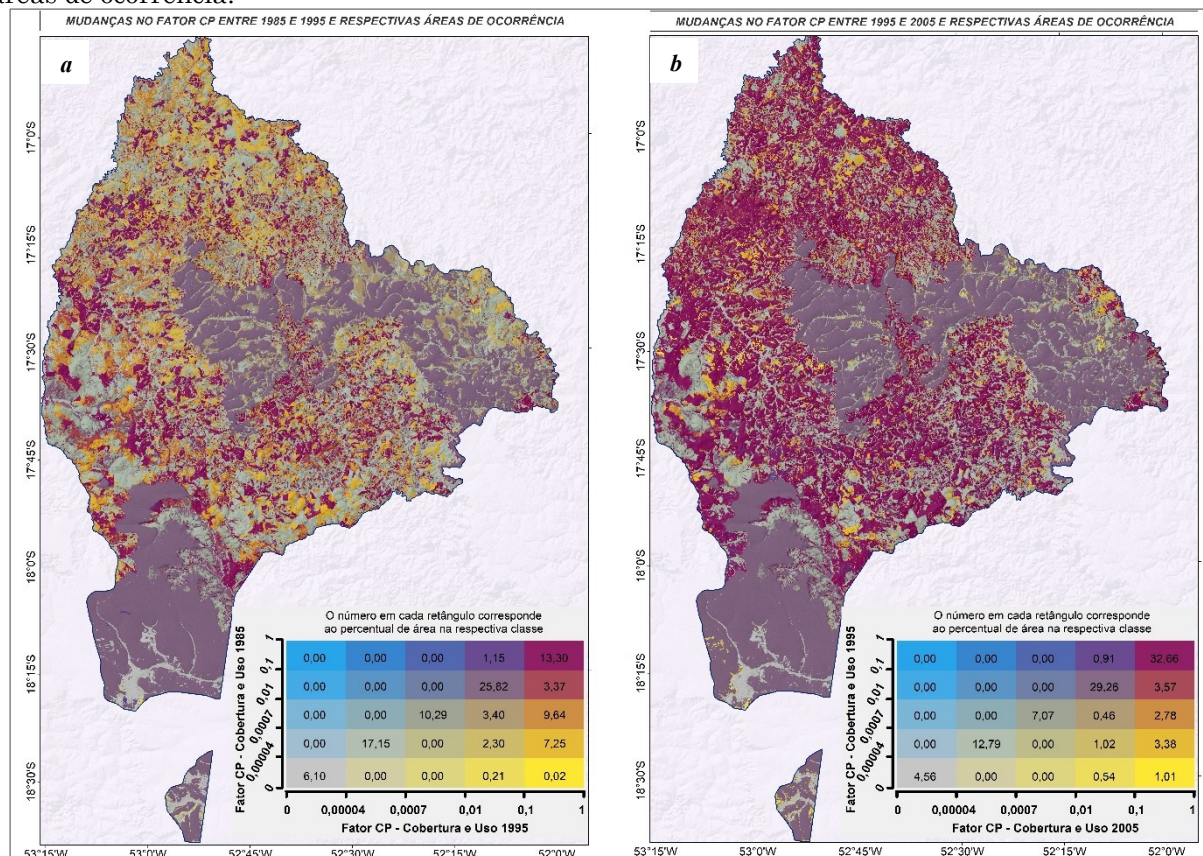 áreas de ocorrência.
MUDANÇAS NO FATOR CP ENTRE 1985 E 1995 E RESPECTIVAS ÁREAS DE OCORRÊNCIA
a
17°0'S
17°15'S
17°30'S
17°45'S
18°0'S
18°15'S
18°30'S
O número em cada retângulo corresponde
ao percentual de área na respectiva classe
Fator CP - Cobertura e Uso 1985
1
0,1
0,01
0,0007
0,00004
0
0,00 0,00 0,00 1,15 13,30
0,00 0,00 0,00 25,82 3,37
0,00 0,00 10,29 3,40 9,64
0,00 17,15 0,00 2,30 7,25
6,10 0,00 0,00 0,21 0,02
0 0,00004 0,0007 0,01 0,1 1
Fator CP - Cobertura e Uso 1995
53°15'W 53°0'W 52°45'W 52°30'W 52°15'W 52°0'W
MUDANÇAS NO FATOR CP ENTRE 1995 E 2005 E RESPECTIVAS ÁREAS DE OCORRÊNCIA
b
17°0'S
17°15'S
17°30'S
17°45'S
18°0'S
18°15'S
18°30'S
O número em cada retângulo corresponde
ao percentual de área na respectiva classe
Fator CP - Cobertura e Uso 1995
1
0,1
0,01
0,0007
0,00004
0
0,00 0,00 0,00 0,91 32,66
0,00 0,00 0,00 29,26 3,57
0,00 0,00 7,07 0,46 2,78
0,00 12,79 0,00 1,02 3,38
4,56 0,00 0,00 0,54 1,01
0 0,00004 0,0007 0,01 0,1 1
Fator CP - Cobertura e Uso 2005
53°15'W 53°0'W 52°45'W 52°30'W 52°15'W 52°0'W